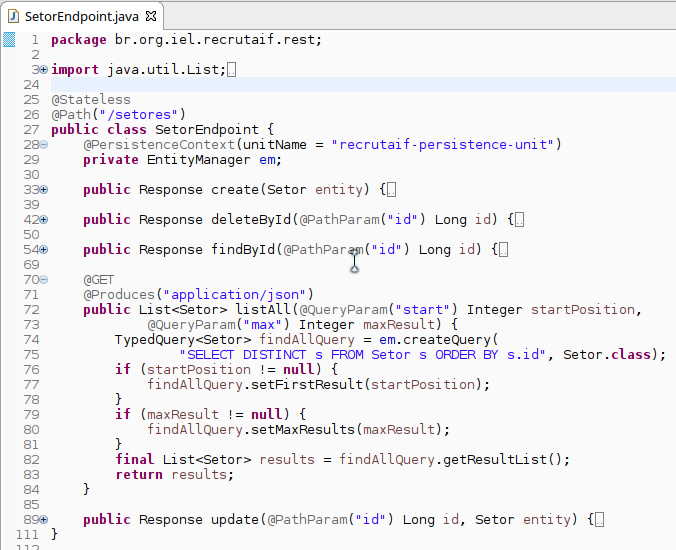 SetorEndpoint.java
1 package br.org.iel.recrutaif.rest;
2
3 import java.util.List;
24
25 @Stateless
26 @Path("/setores")
27 public class SetorEndpoint {
28 @PersistenceContext(unitName = "recrutaif-persistence-unit")
29 private EntityManager em;
30
33 public Response create(Setor entity) {
39
42 public Response deleteById(@PathParam("id") Long id) {
50
54 public Response findById(@PathParam("id") Long id) {
69
70 @GET
71 @Produces("application/json")
72 public List<Setor> listAll(@QueryParam("start") Integer startPosition,
73 @QueryParam("max") Integer maxResult) {
74 TypedQuery<Setor> findAllQuery = em.createQuery(
75 "SELECT DISTINCT s FROM Setor s ORDER BY s.id", Setor.class);
76 if (startPosition != null) {
77 findAllQuery.setFirstResult(startPosition);
78 }
79 if (maxResult != null) {
80 findAllQuery.setMaxResults(maxResult);
81 }
82 final List<Setor> results = findAllQuery.getResultList();
83 return results;
84 }
85
89 public Response update(@PathParam("id") Long id, Setor entity) {
111 }
112